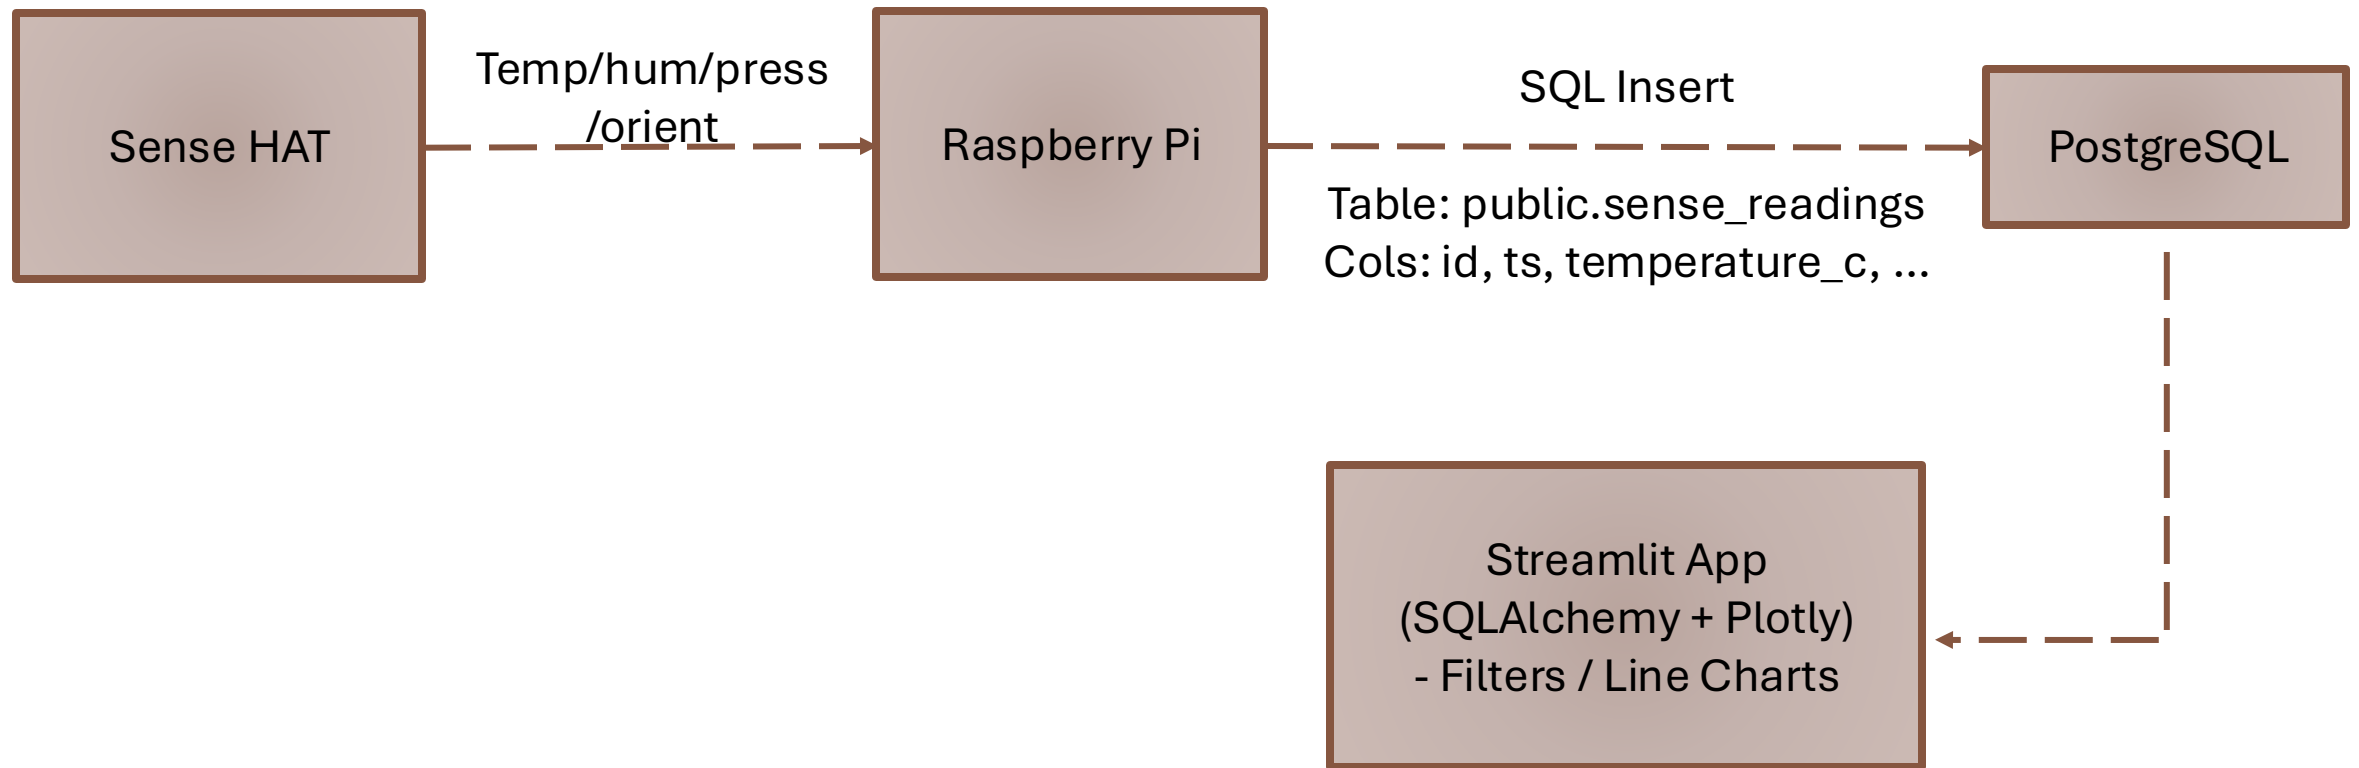 Sense HAT
Temp/hum/press
/orient
Raspberry Pi
SQL Insert
Table: public.sense_readings
Cols: id, ts, temperature_c, ...
PostgreSQL
Streamlit App
(SQLAlchemy + Plotly)
- Filters / Line Charts